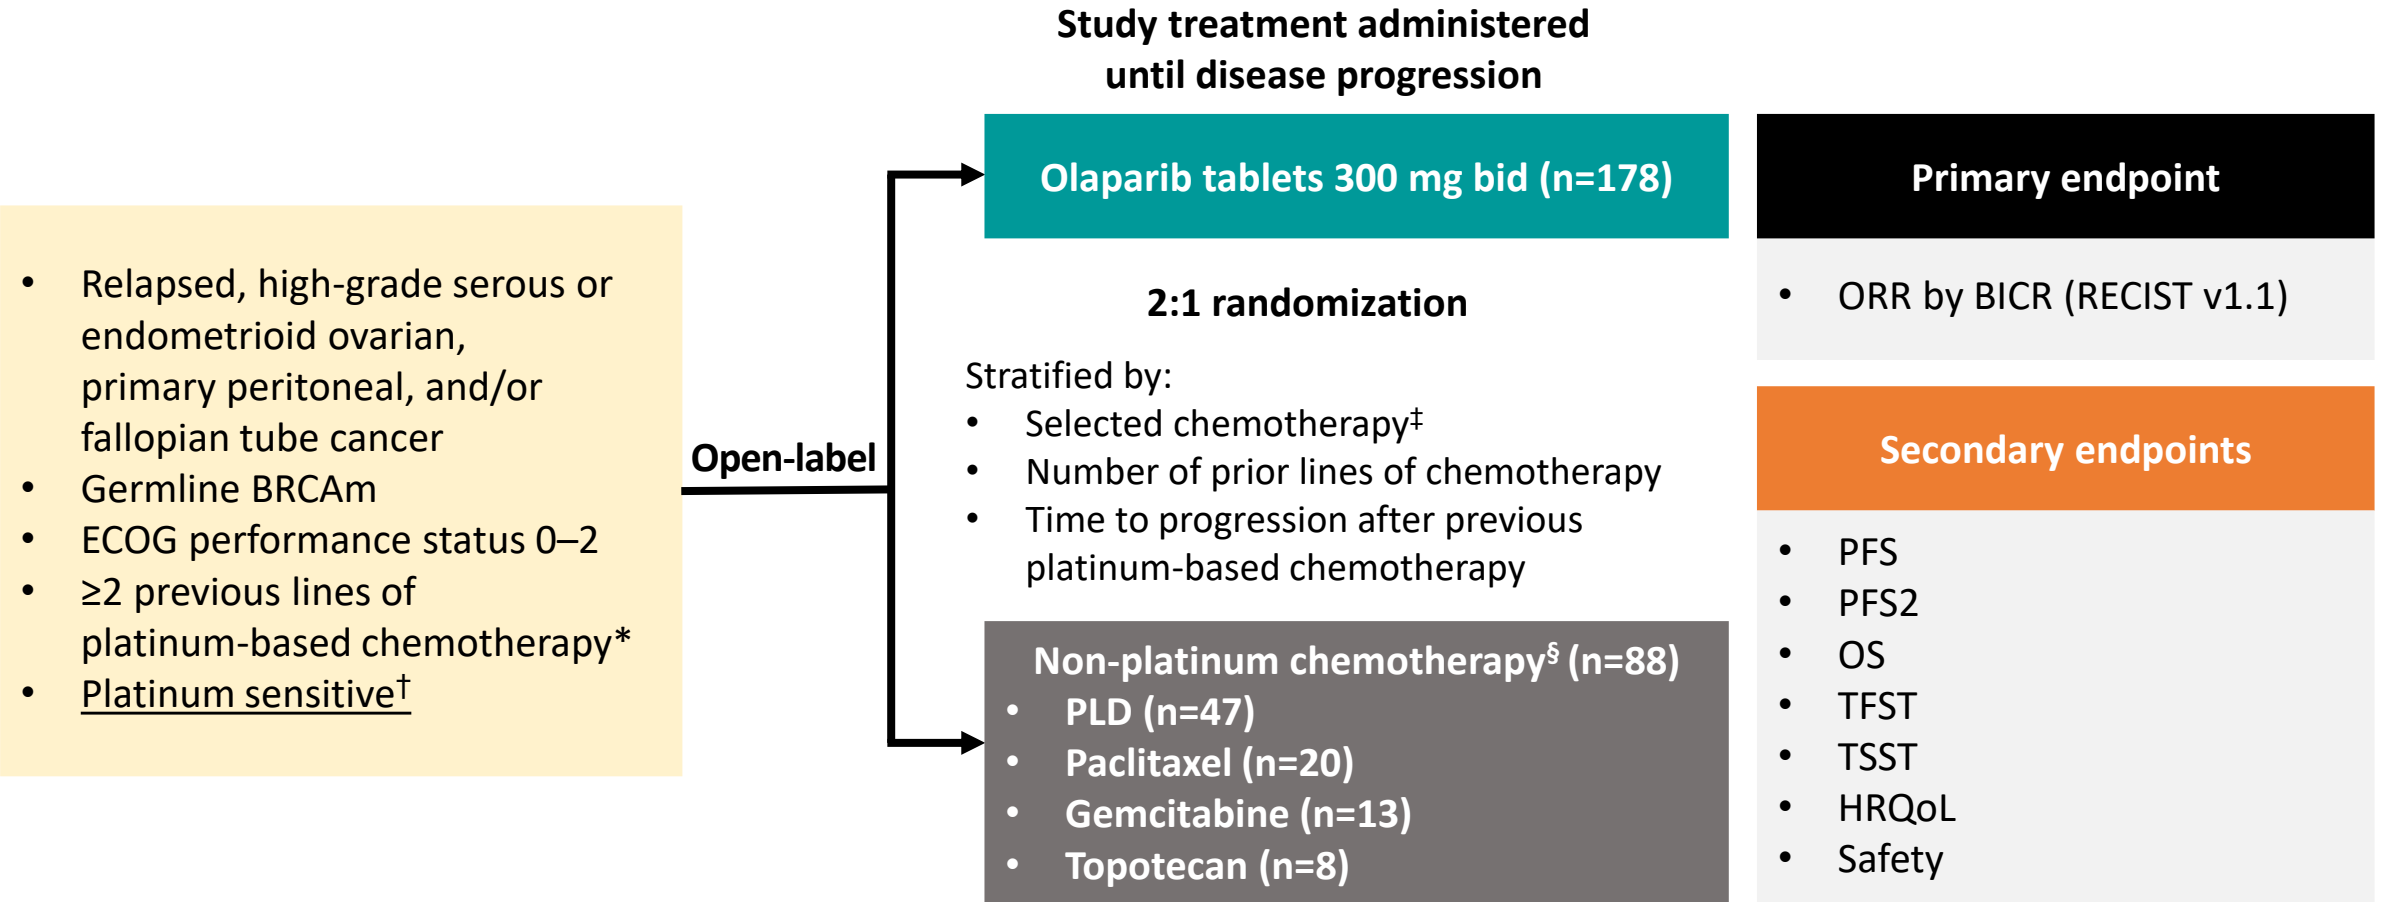 Study treatment administered
until disease progression
• Relapsed, high-grade serous or
endometrioid ovarian,
primary peritoneal, and/or
fallopian tube cancer
• Germline BRCAm
• ECOG performance status 0–2
• ≥2 previous lines of
platinum-based chemotherapy*
• Platinum sensitive†
Open-label
Olaparib tablets 300 mg bid (n=178)
2:1 randomization
Stratified by:
• Selected chemotherapy‡
• Number of prior lines of chemotherapy
• Time to progression after previous
platinum-based chemotherapy
Non-platinum chemotherapy§ (n=88)
• PLD (n=47)
• Paclitaxel (n=20)
• Gemcitabine (n=13)
• Topotecan (n=8)
Primary endpoint
• ORR by BICR (RECIST v1.1)
Secondary endpoints
• PFS
• PFS2
• OS
• TFST
• TSST
• HRQoL
• Safety